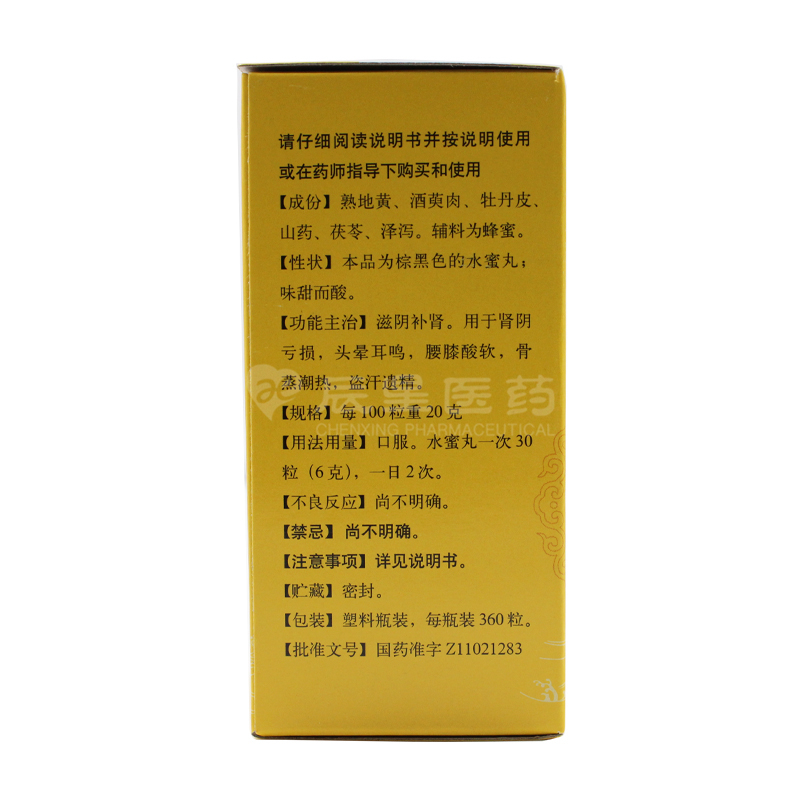 请仔细阅读说明书并按说明使用
或在药师指导下购买和使用
【成份】熟地黄、酒萸肉、牡丹皮、
山药、茯苓、泽泻。辅料为蜂蜜。
【性状】本品为棕黑色的水蜜丸；
味甜而酸。
【功能主治】滋阴补肾。用于肾阴
亏损，头晕耳鸣，腰膝酸软，骨
蒸潮热，盗汗遗精。
辰星医药
【规格】每100粒重20克
CHENXING PHARMACEUTICAL
【用法用量】口服。水蜜丸一次30
粒（6克），一日2次。
【不良反应】尚不明确。
【禁忌】尚不明确。
【注意事项】详见说明书。
【贮藏】密封。
【包装】塑料瓶装，每瓶装360粒。
【批准文号】国药准字Z11021283